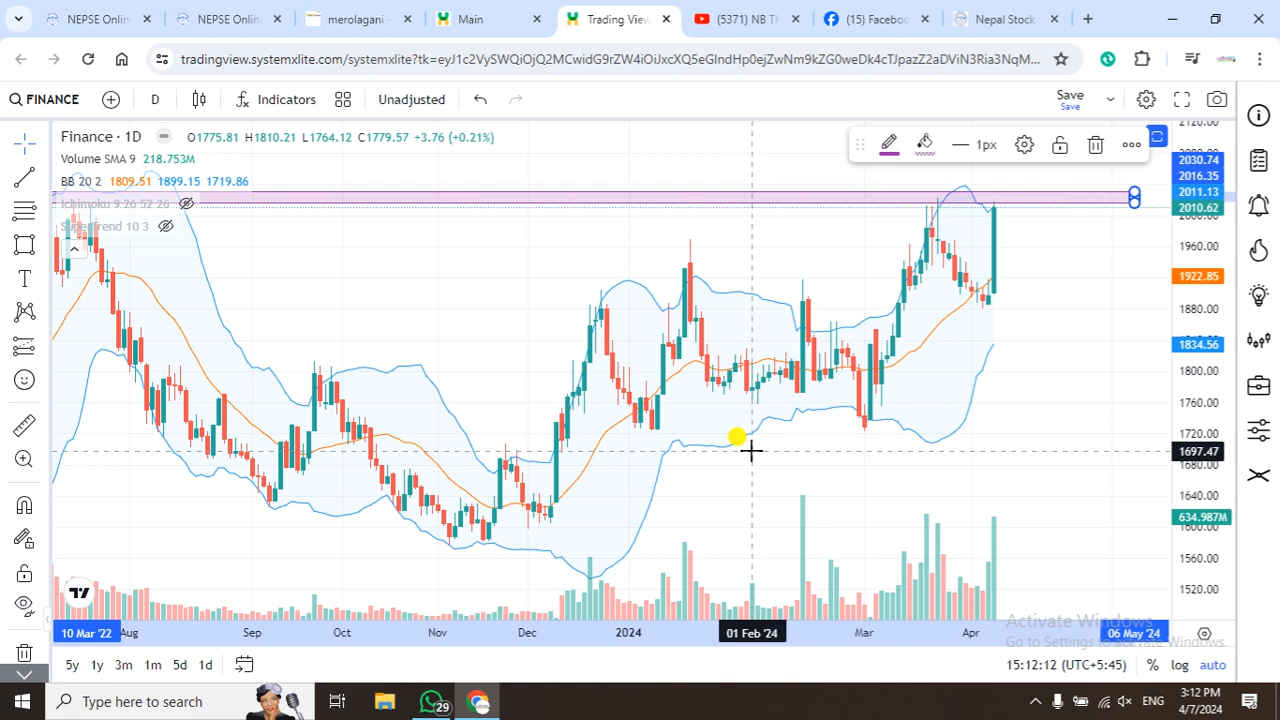 NEPSE Onlin
NEPSE Onlin
merolagani -
Main
Trading View
(5371) NB Th
(15) Faceboo
Nepal Stock
tradingview.systemxlite.com/systemxlite?tk=
FINANCE
D
Indicators
Unadjusted
Save
Save
Finance · 1D
O1775.81 H1810.21 L1764.12 C1779.57 +3.76 (+0.21%)
Volume SMA 9 218.753M
BB 20 2 1809.51 1899.15 1719.86
Ichimoku 9 26 52 26
SuperTrend 10 3
1px
2120.00
2030.74
2016.35
2011.13
2010.62
2000.00
1960.00
1922.85
1880.00
1834.56
1800.00
1760.00
1720.00
1697.47
1680.00
1640.00
634.987M
1600.00
1560.00
1520.00
10 Mar '22
Aug
Sep
Oct
Nov
Dec
2024
01 Feb '24
Mar
Apr
06 May '24
Activate Windows
Go to Settings to activate Windows.
5y
1y
3m
1m
5d
1d
15:12:12 (UTC+5:45)
%
log
auto
Type here to search
29
ENG
3:12 PM
4/7/2024